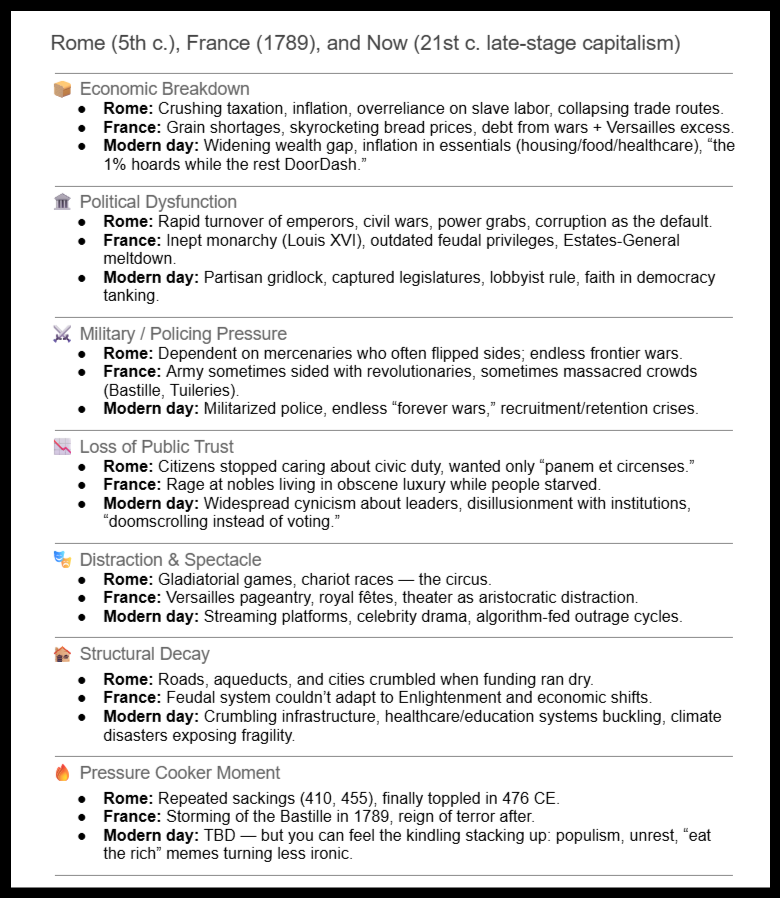 Rome (5th c.), France (1789), and Now (21st c. late-stage capitalism)
📦 Economic Breakdown
● Rome: Crushing taxation, inflation, overreliance on slave labor, collapsing trade routes.
● France: Grain shortages, skyrocketing bread prices, debt from wars + Versailles excess.
● Modern day: Widening wealth gap, inflation in essentials (housing/food/healthcare), “the
1% hoards while the rest DoorDash.”
🏛️ Political Dysfunction
● Rome: Rapid turnover of emperors, civil wars, power grabs, corruption as the default.
● France: Inept monarchy (Louis XVI), outdated feudal privileges, Estates-General
meltdown.
● Modern day: Partisan gridlock, captured legislatures, lobbyist rule, faith in democracy
tanking.
⚔️ Military / Policing Pressure
● Rome: Dependent on mercenaries who often flipped sides; endless frontier wars.
● France: Army sometimes sided with revolutionaries, sometimes massacred crowds
(Bastille, Tuileries).
● Modern day: Militarized police, endless “forever wars,” recruitment/retention crises.
📉 Loss of Public Trust
● Rome: Citizens stopped caring about civic duty, wanted only “panem et circenses.”
● France: Rage at nobles living in obscene luxury while people starved.
● Modern day: Widespread cynicism about leaders, disillusionment with institutions,
“doomscrolling instead of voting.”
🎭 Distraction & Spectacle
● Rome: Gladiatorial games, chariot races — the circus.
● France: Versailles pageantry, royal fêtes, theater as aristocratic distraction.
● Modern day: Streaming platforms, celebrity drama, algorithm-fed outrage cycles.
🏚️ Structural Decay
● Rome: Roads, aqueducts, and cities crumbled when funding ran dry.
● France: Feudal system couldn’t adapt to Enlightenment and economic shifts.
● Modern day: Crumbling infrastructure, healthcare/education systems buckling, climate
disasters exposing fragility.
🔥 Pressure Cooker Moment
● Rome: Repeated sackings (410, 455), finally toppled in 476 CE.
● France: Storming of the Bastille in 1789, reign of terror after.
● Modern day: TBD — but you can feel the kindling stacking up: populism, unrest, “eat
the rich” memes turning less ironic.